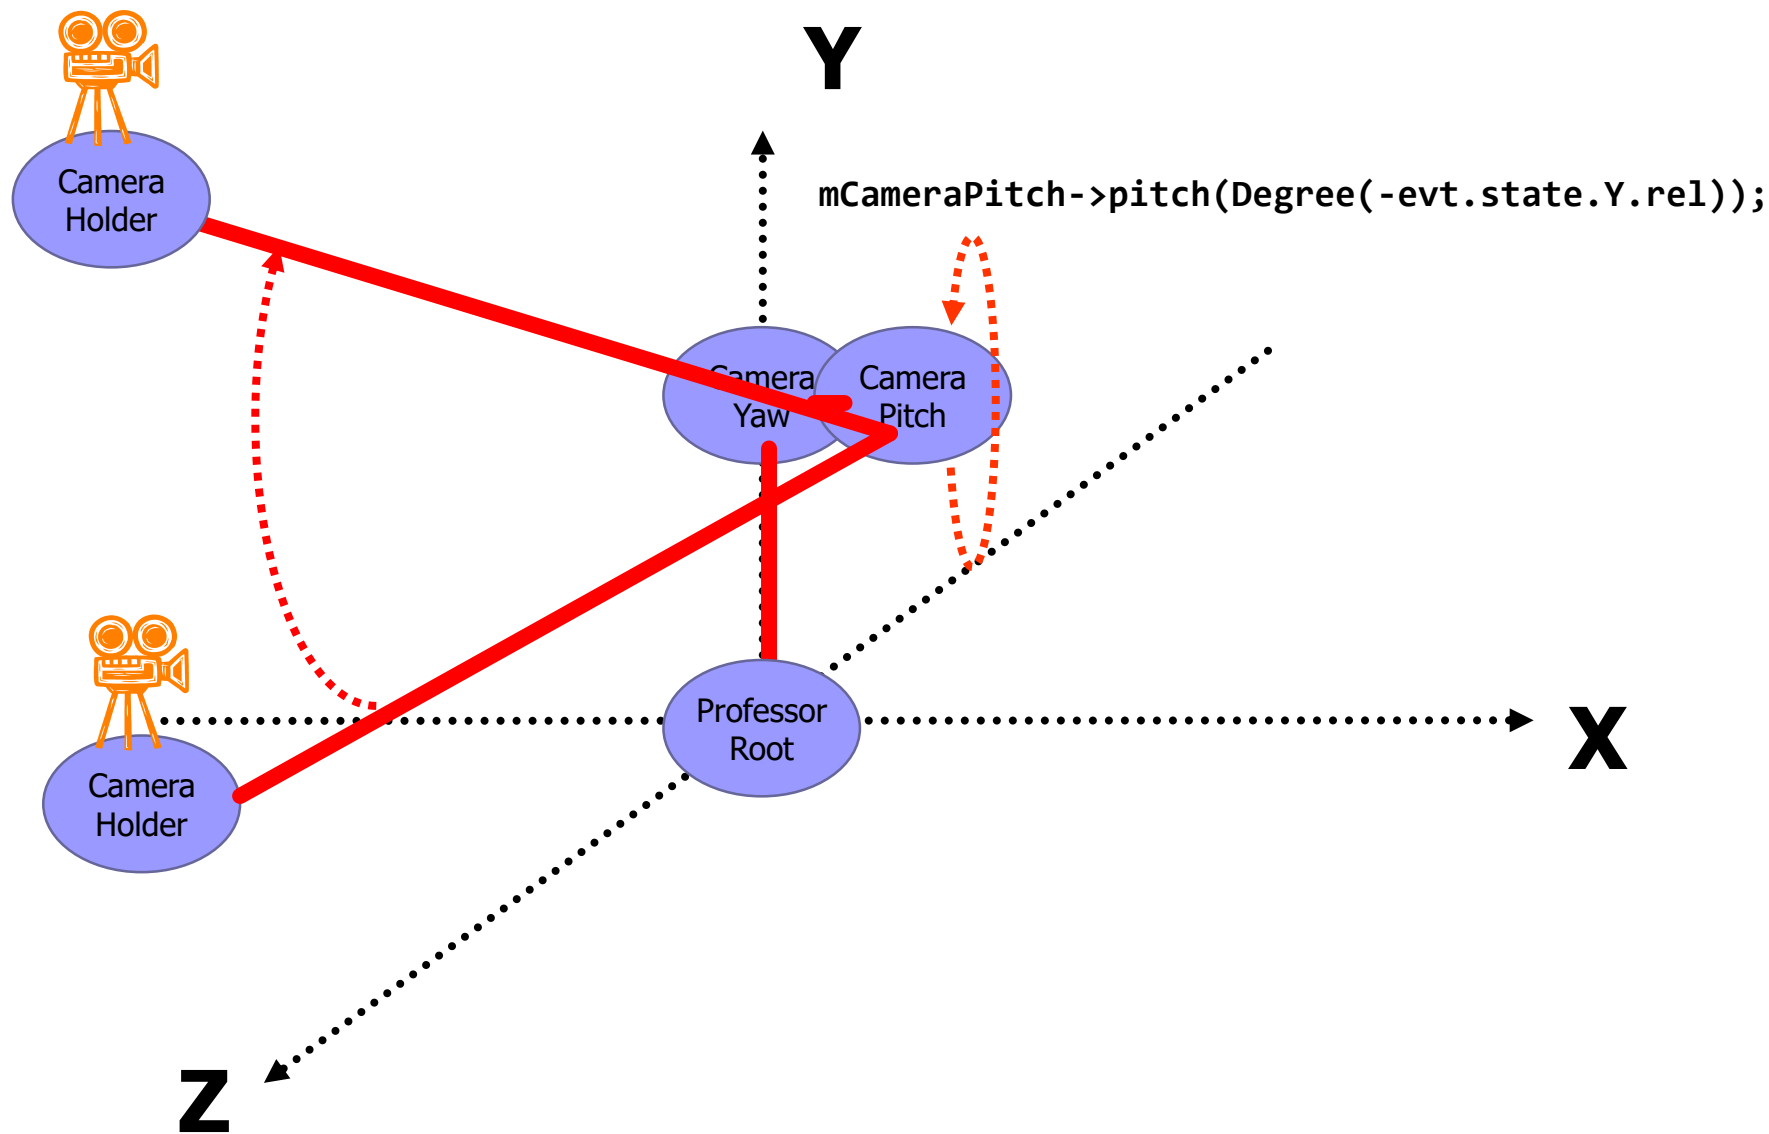 Y
Camera
Holder
mCameraPitch->pitch(Degree(-evt.state.Y.rel));
Camera
Yaw
Camera
Pitch
Professor
Root
X
Camera
Holder
Z